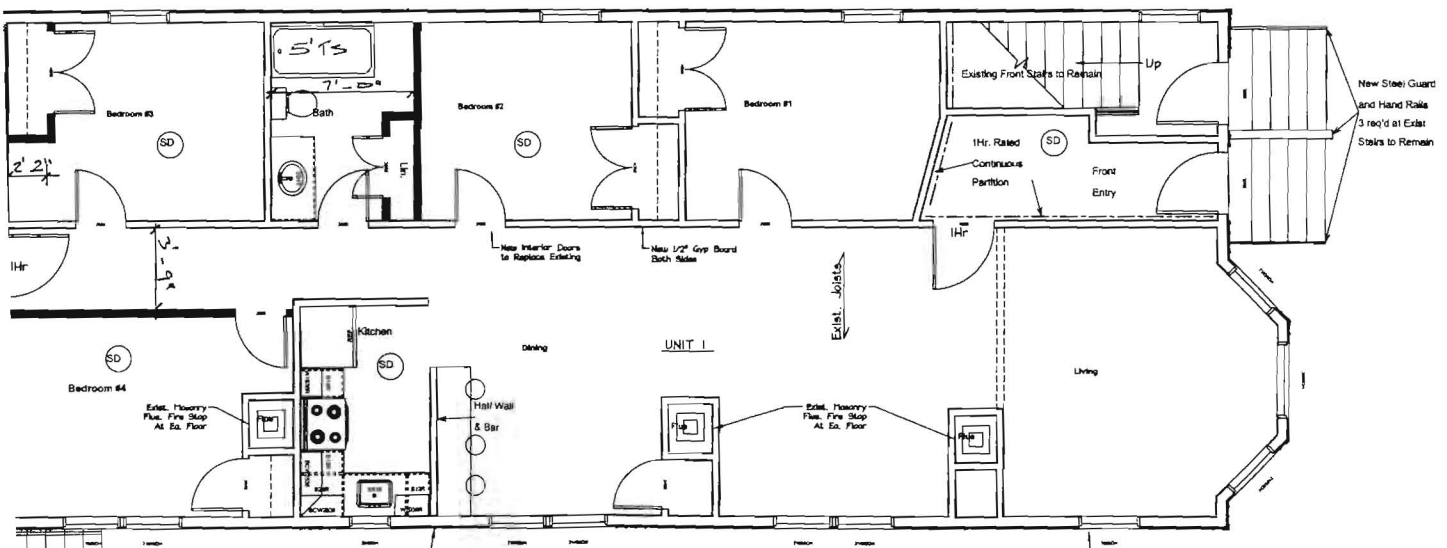 5' TS
7'-0"
Bath
Bedroom #3
SD
2' 2"
Bedroom #2
SD
Lin.
Bedroom #1
Existing Front Stairs to Remain
Up
New Steel Guard
and Hand Rails
3 req'd at Exist
Stairs to Remain
1Hr. Rated
Continuous
Partition
SD
Front
Entry
1Hr
1Hr
New Interior Doors
to Replace Existing
New 1/2" Gyp Board
Both Sides
Exist. Joists
Kitchen
SD
Dining
UNIT 1
Living
SD
Bedroom #4
Exist. Masonry
Flue. Fire Stop
At Ea. Floor
Flue
Half Wall
& Bar
Flue
Exist. Masonry
Flue. Fire Stop
At Ea. Floor
Flue